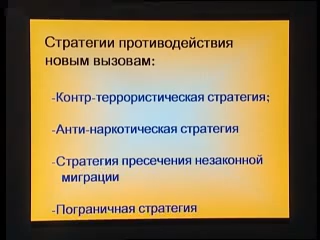 Стратегии противодействия
новым вызовам:
-Контр-террористическая стратегия;
-Анти-наркотическая стратегия
-Стратегия пресечения незаконной
миграции
-Пограничная стратегия